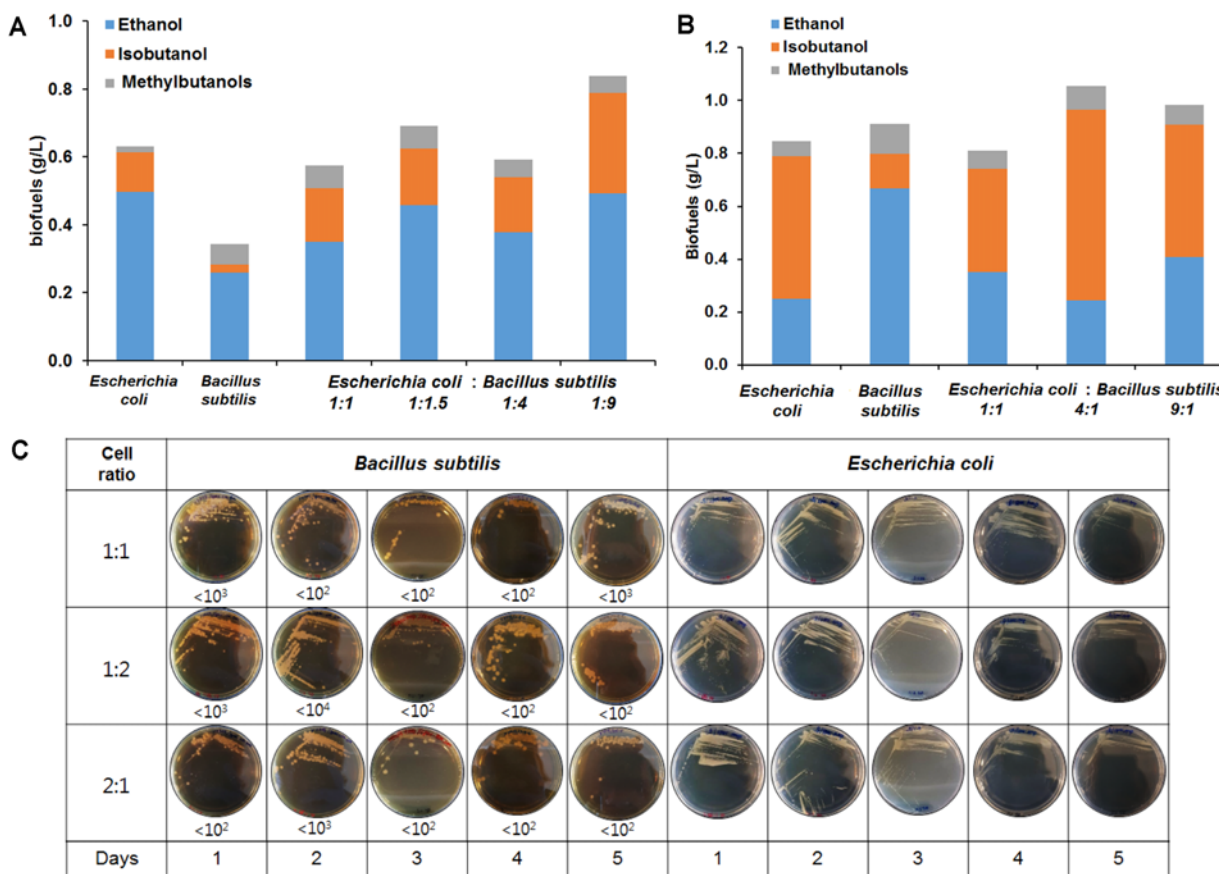 A
Ethanol
Isobutanol
Methylbutanols
biofuels (g/L)
1.0
0.8
0.6
0.4
0.2
0.0
Escherichia coli
Bacillus subtilis
Escherichia coli : Bacillus subtilis
1:1 1:1.5 1:4 1:9
B
Ethanol
Isobutanol
Methylbutanols
Biofuels (g/L)
1.2
1.0
0.8
0.6
0.4
0.2
0.0
Escherichia coli
Bacillus subtilis
Escherichia coli : Bacillus subtilis
1:1 4:1 9:1
C
Cell ratio Bacillus subtilis Escherichia coli
1:1
<10³ <10² <10² <10² <10³
1:2
<10³ <10⁴ <10² <10² <10²
2:1
<10² <10³ <10² <10² <10²
Days 1 2 3 4 5 1 2 3 4 5